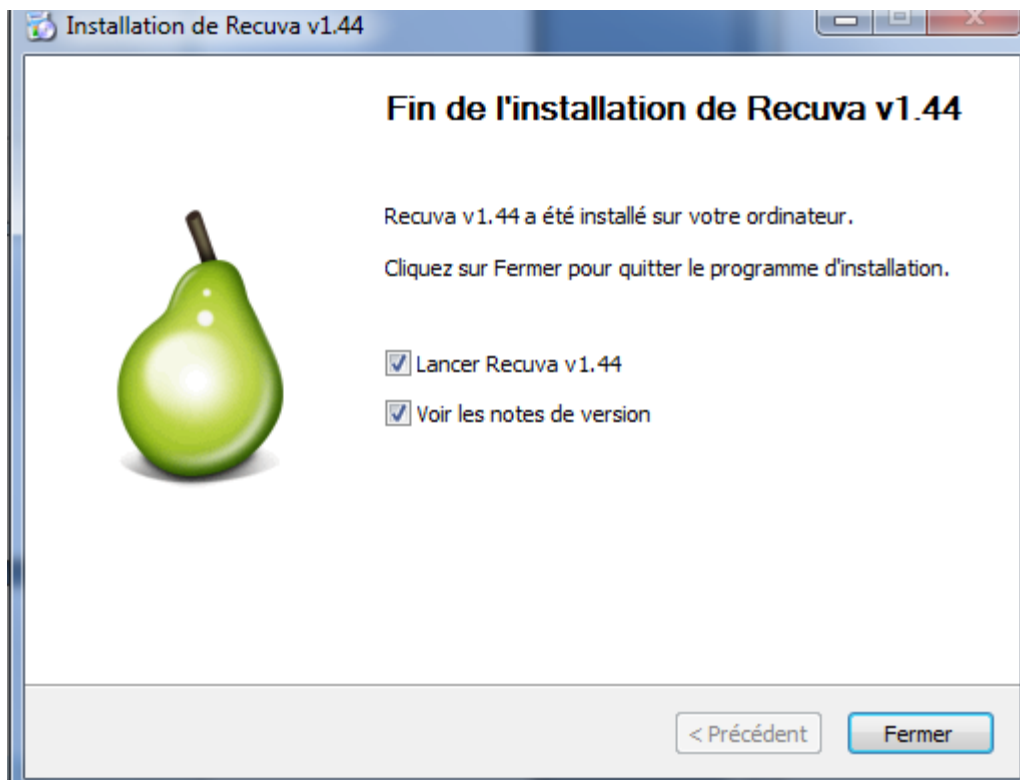 Installation de Recuva v1.44
Fin de l'installation de Recuva v1.44
Recuva v1.44 a été installé sur votre ordinateur.
Cliquez sur Fermer pour quitter le programme d'installation.
Lancer Recuva v1.44
Voir les notes de version
< Précédent
Fermer